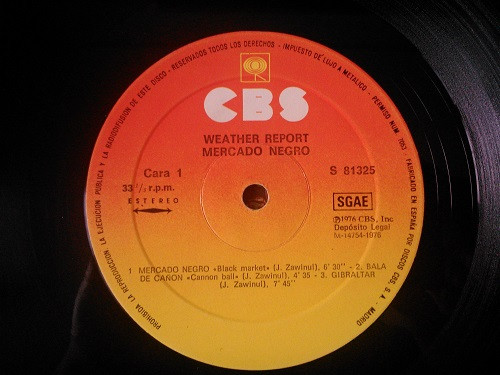 PROHIBIDA LA REPRODUCCIÓN, LA EJECUCIÓN PÚBLICA Y LA RADIODIFUSIÓN DE ESTE DISCO - RESERVADOS TODOS LOS DERECHOS - IMPUESTO DE LUJO A METALICO - PERMISO NUM. 1053 - FABRICADO EN ESPAÑA POR DISCOS CBS, S. A. - MADRID
CBS
WEATHER REPORT
MERCADO NEGRO
Cara 1
S 81325
33 1/3 r.p.m.
ESTEREO
SGAE
℗1976 CBS, Inc
Depósito Legal
1 MERCADO NEGRO «Black market» (J. Zawinul), 6' 30" - 2. BALA
DE CAÑON «Cannon ball» (J. Zawinul), 4' 35 - 3. GIBRALTAR
(J. Zawinul), 7' 45"